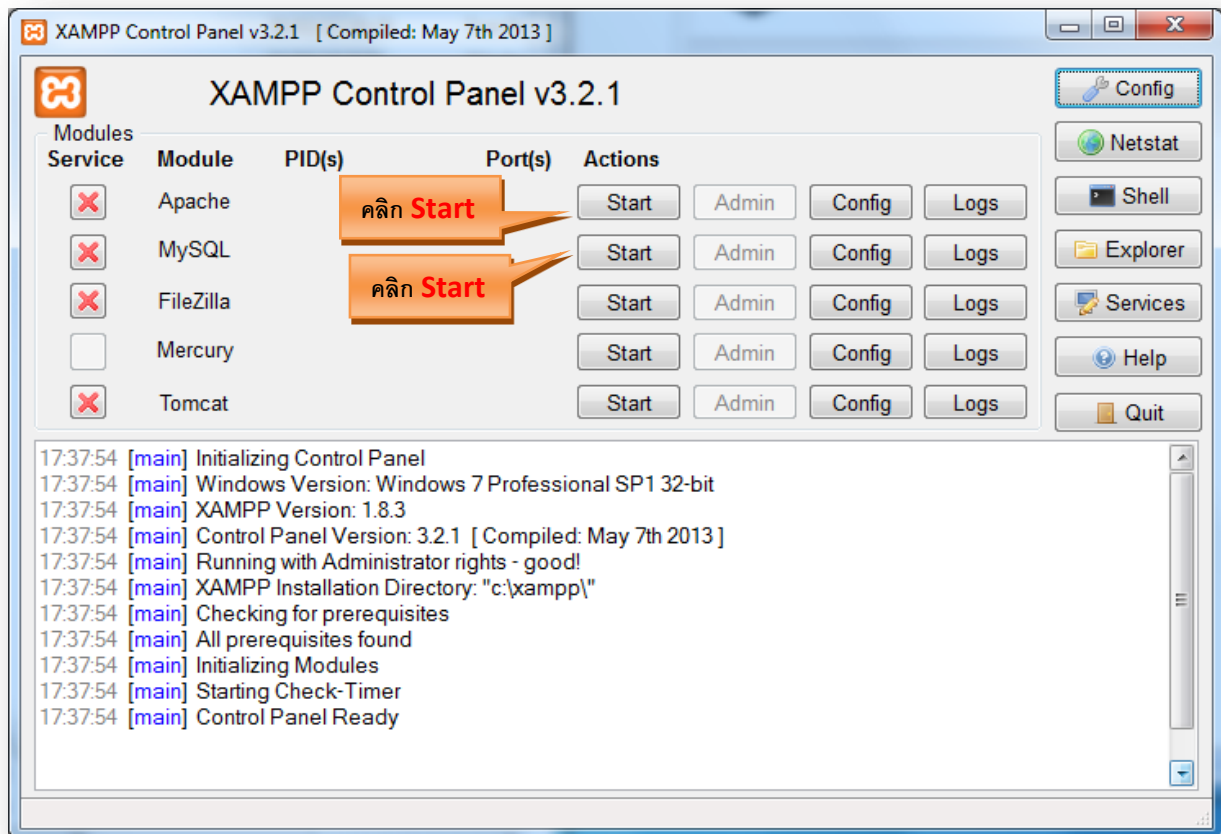 XAMPP Control Panel v3.2.1 [ Compiled: May 7th 2013 ]
XAMPP Control Panel v3.2.1
Config
Modules
Service Module PID(s) Port(s) Actions
Netstat
Apache Start Admin Config Logs
คลิก Start
Shell
MySQL Start Admin Config Logs
คลิก Start
Explorer
FileZilla Start Admin Config Logs
Services
Mercury Start Admin Config Logs
Help
Tomcat Start Admin Config Logs
Quit
17:37:54 [main] Initializing Control Panel
17:37:54 [main] Windows Version: Windows 7 Professional SP1 32-bit
17:37:54 [main] XAMPP Version: 1.8.3
17:37:54 [main] Control Panel Version: 3.2.1 [ Compiled: May 7th 2013 ]
17:37:54 [main] Running with Administrator rights - good!
17:37:54 [main] XAMPP Installation Directory: "c:\xampp\"
17:37:54 [main] Checking for prerequisites
17:37:54 [main] All prerequisites found
17:37:54 [main] Initializing Modules
17:37:54 [main] Starting Check-Timer
17:37:54 [main] Control Panel Ready